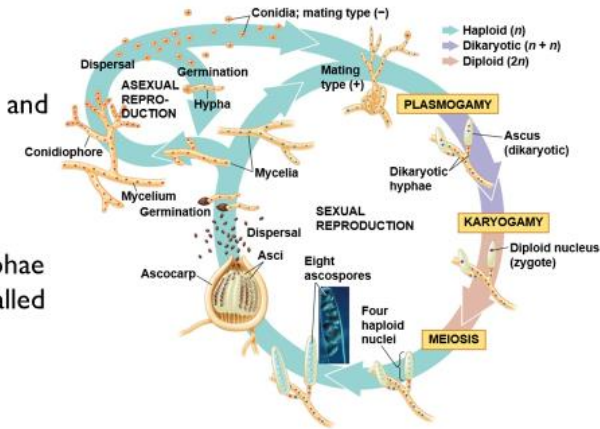 and
phae
alled
Conidia; mating type (−)
Haploid (n)
Dikaryotic (n + n)
Diploid (2n)
Dispersal
Germination
ASEXUAL
REPRO-
DUCTION
Hypha
Mating
type (+)
PLASMOGAMY
Conidiophore
Mycelia
Ascus
(dikaryotic)
Dikaryotic
hyphae
Mycelium
Germination
KARYOGAMY
SEXUAL
REPRODUCTION
Dispersal
Asci
Ascocarp
Eight
ascospores
Diploid nucleus
(zygote)
Four
haploid
nuclei
MEIOSIS